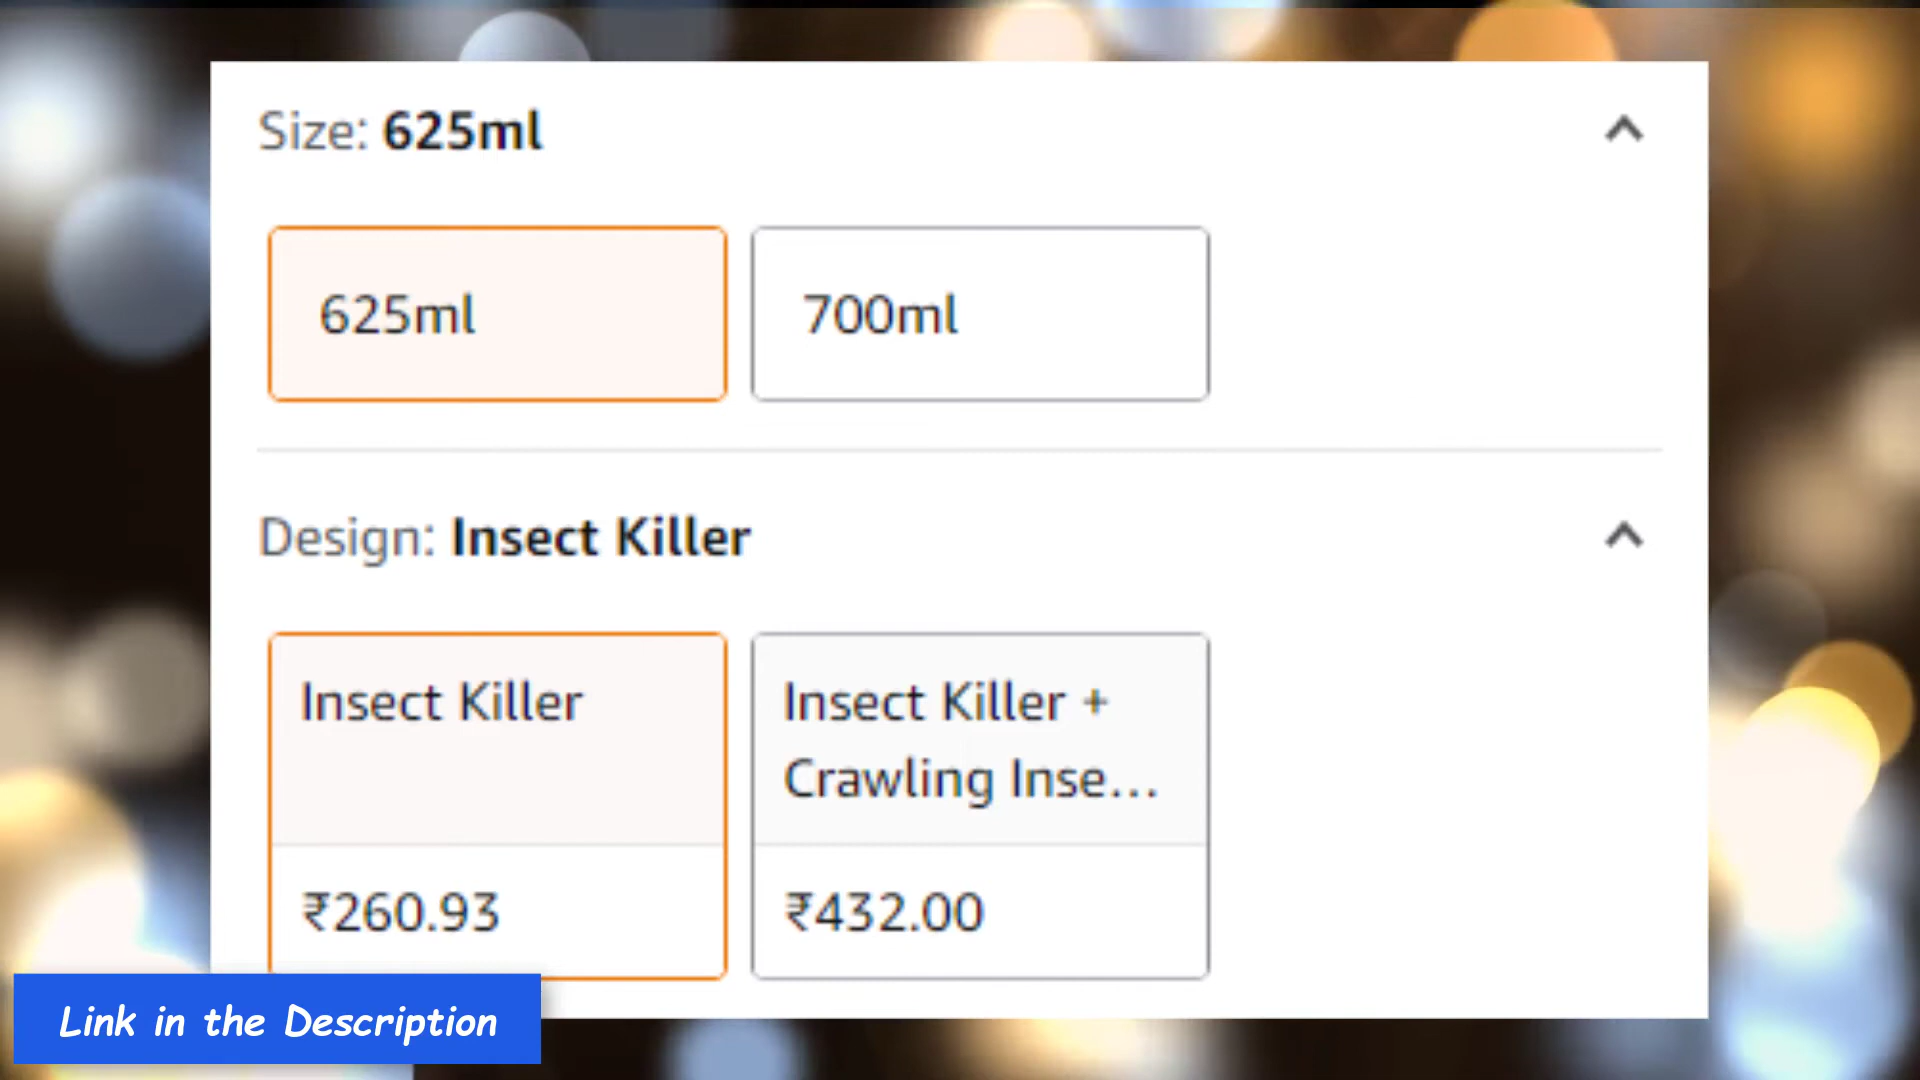 Size: 625ml
625ml 700ml
Design: Insect Killer
Insect Killer
Insect Killer +
Crawling Inse...
₹260.93 ₹432.00
Link in the Description